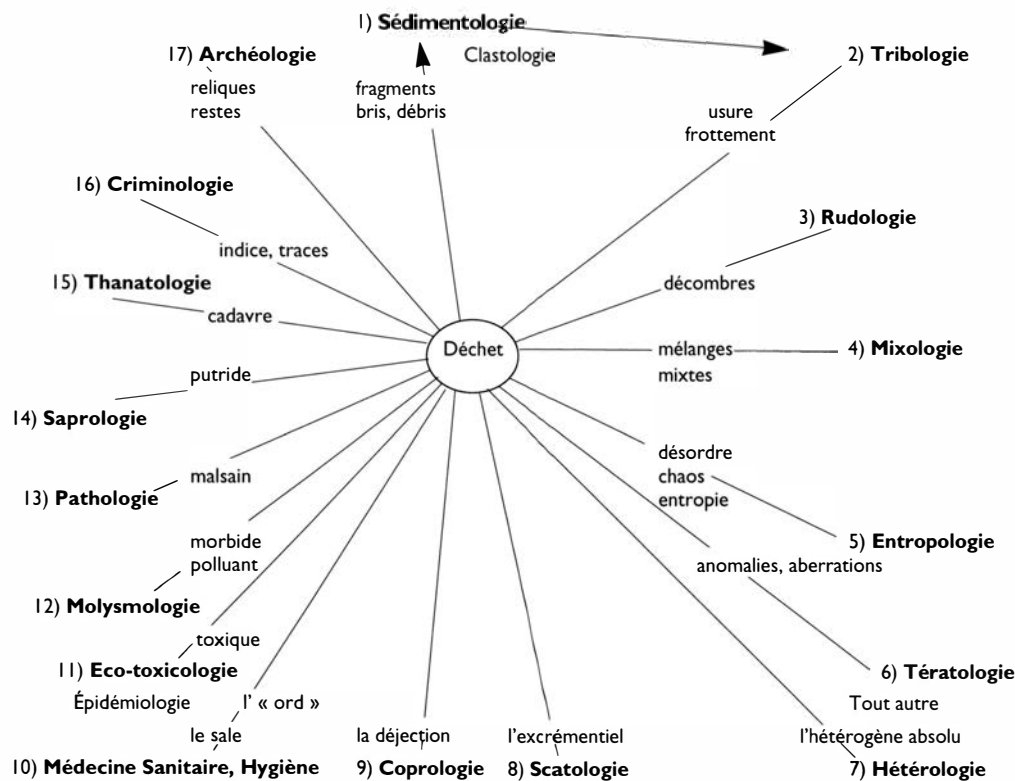 1) Sédimentologie
Clastologie
fragments
bris, débris
2) Tribologie
usure
frottement
3) Rudologie
décombres
4) Mixologie
mélanges
mixtes
5) Entropologie
désordre
chaos
entropie
6) Tératologie
anomalies, aberrations
Tout autre
l'hétérogène absolu
7) Hétérologie
8) Scatologie
l'excrémentiel
9) Coprologie
la déjection
10) Médecine Sanitaire, Hygiène
le sale
l' « ord »
11) Eco-toxicologie
Épidémiologie
toxique
12) Molysmologie
morbide
polluant
13) Pathologie
malsain
14) Saprologie
putride
15) Thanatologie
cadavre
16) Criminologie
indice, traces
17) Archéologie
reliques
restes
Déchet